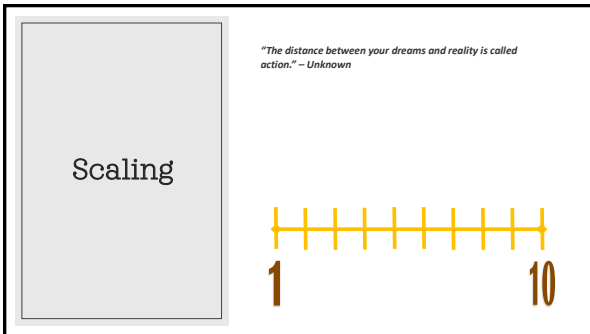 Scaling
“The distance between your dreams and reality is called
action.” – Unknown
1 10